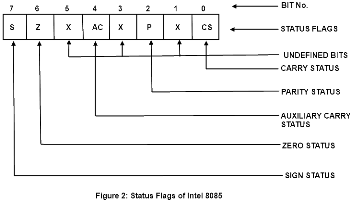 7 6 5 4 3 2 1 0 BIT No.
S Z X AC X P X CS STATUS FLAGS
UNDEFINED BITS
CARRY STATUS
PARITY STATUS
AUXILIARY CARRY
STATUS
ZERO STATUS
SIGN STATUS
Figure 2: Status Flags of Intel 8085